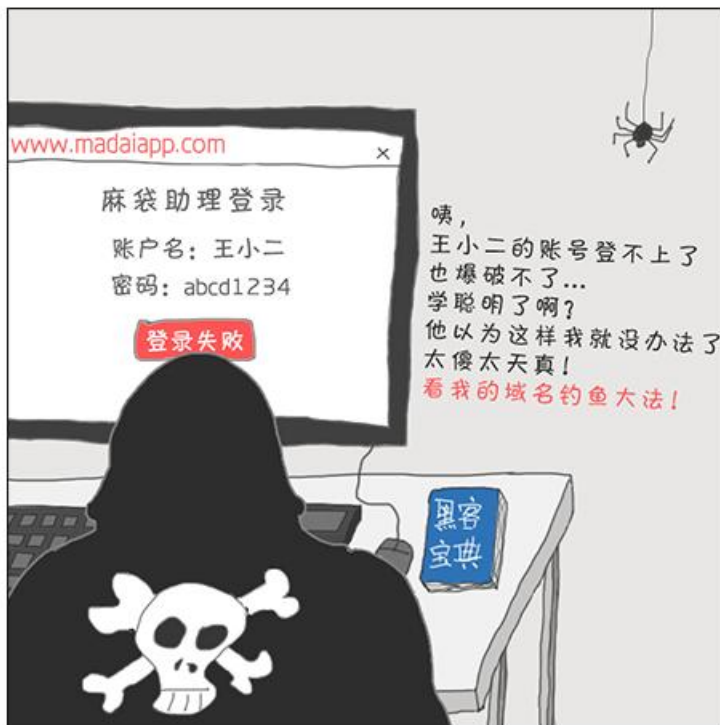 www.madaiapp.com
×
麻袋助理登录
账户名：王小二
密码：abcd1234
登录失败
咦，
王小二的账号登不上了
也爆破不了...
学聪明了啊？
他以为这样我就没办法了
太傻太天真！
看我的域名钓鱼大法！
黑客
宝典